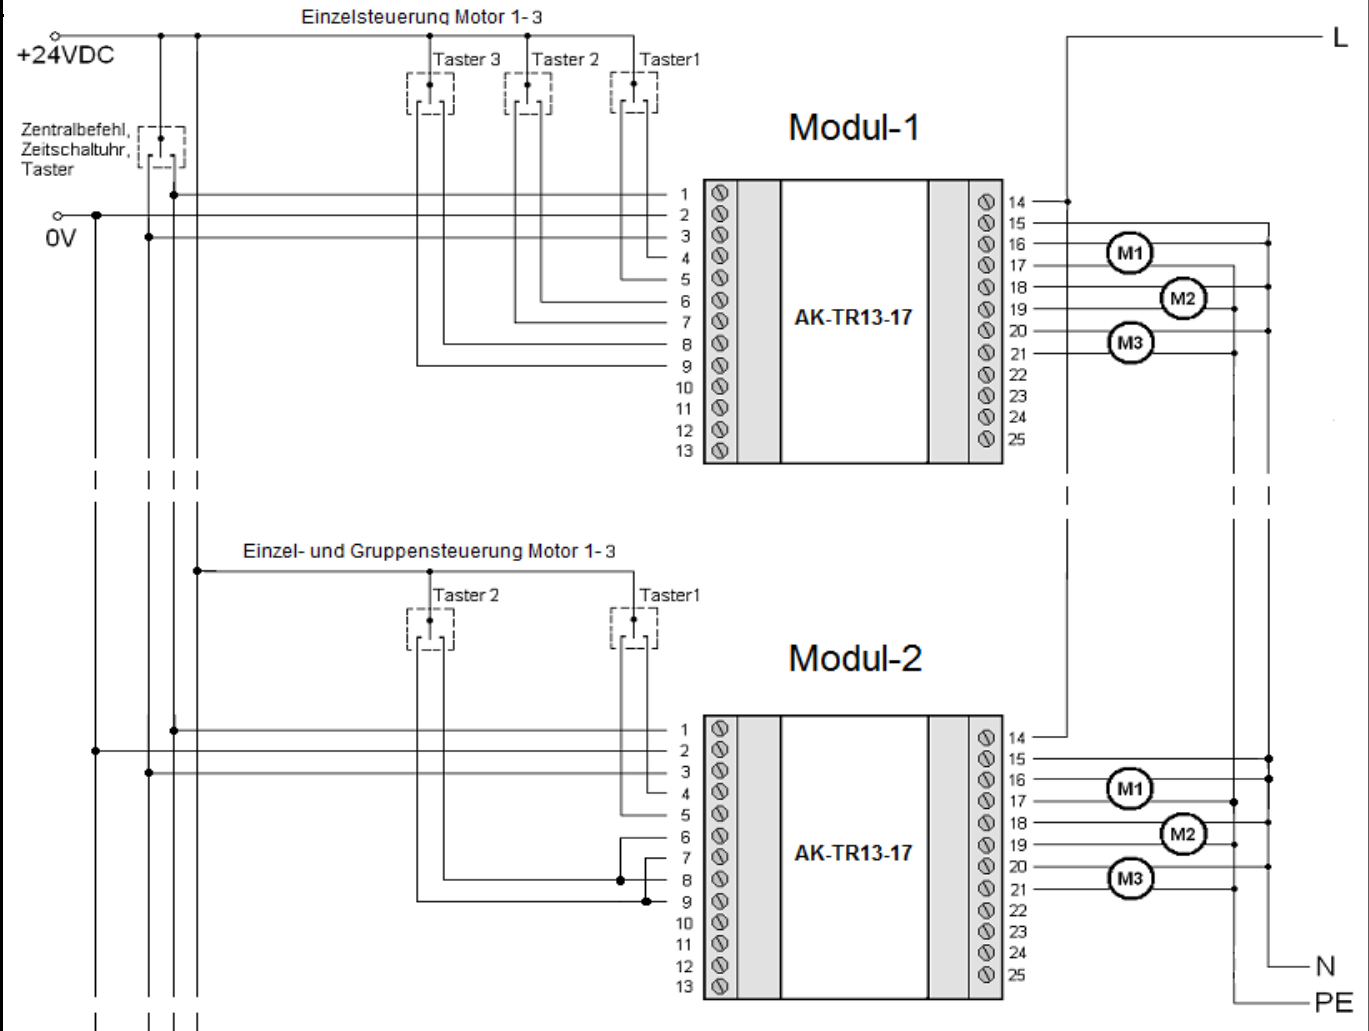 Einzelsteuerung Motor 1-3
+24VDC
Taster 3
Taster 2
Taster1
L
Zentralbefehl,
Zeitschaltuhr,
Taster
0V
Modul-1
AK-TR13-17
1
2
3
4
5
6
7
8
9
10
11
12
13
14
15
16
17
18
19
20
21
22
23
24
25
M1
M2
M3
Einzel- und Gruppensteuerung Motor 1-3
Taster 2
Taster1
Modul-2
AK-TR13-17
1
2
3
4
5
6
7
8
9
10
11
12
13
14
15
16
17
18
19
20
21
22
23
24
25
M1
M2
M3
N
PE